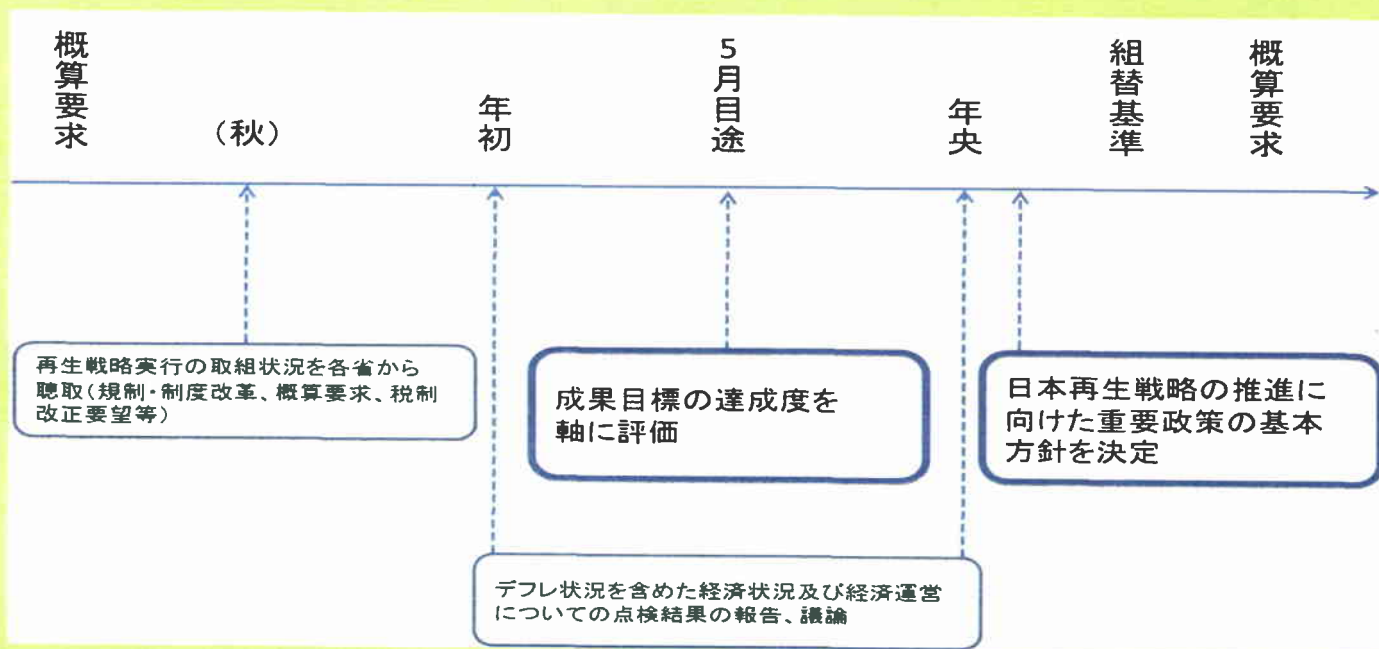 概算要求
（秋）
年初
5月目途
年央
組替基準
概算要求
再生戦略実行の取組状況を各省から
聴取（規制・制度改革、概算要求、税制
改正要望等）
成果目標の達成度を
軸に評価
日本再生戦略の推進に
向けた重要政策の基本
方針を決定
デフレ状況を含めた経済状況及び経済運営
についての点検結果の報告、議論